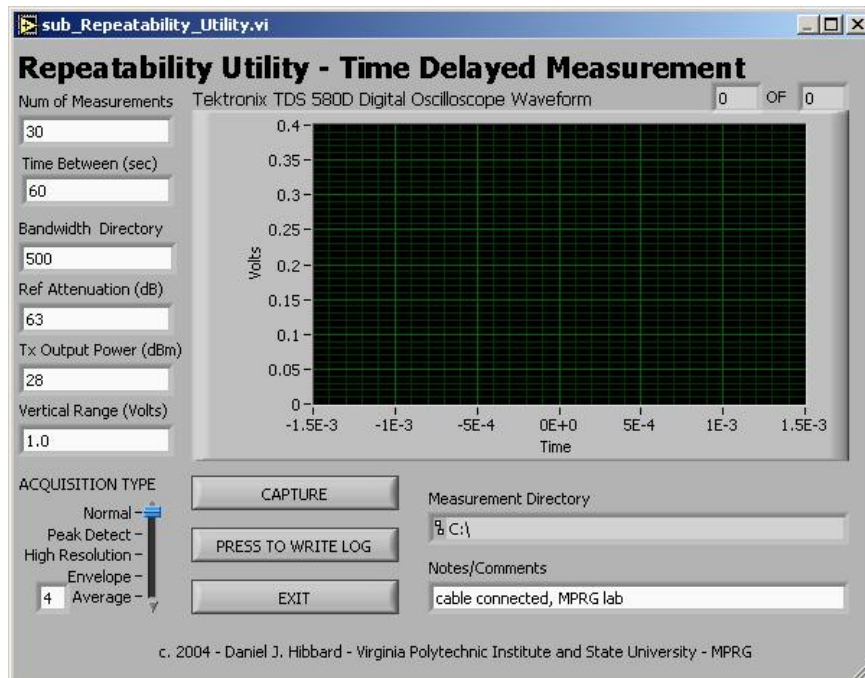 sub_Repeatability_Utility.vi
Repeatability Utility - Time Delayed Measurement
Num of Measurements
30
Time Between (sec)
60
Bandwidth Directory
500
Ref Attenuation (dB)
63
Tx Output Power (dBm)
28
Vertical Range (Volts)
1.0
Tektronix TDS 580D Digital Oscilloscope Waveform
0 OF 0
Volts
0.4
0.35
0.3
0.25
0.2
0.15
0.1
0.05
0
-1.5E-3 -1E-3 -5E-4 0E+0 5E-4 1E-3 1.5E-3
Time
ACQUISITION TYPE
Normal
Peak Detect
High Resolution
Envelope
4 Average
CAPTURE
PRESS TO WRITE LOG
EXIT
Measurement Directory
C:\
Notes/Comments
cable connected, MPRG lab
c. 2004 - Daniel J. Hibbard - Virginia Polytechnic Institute and State University - MPRG